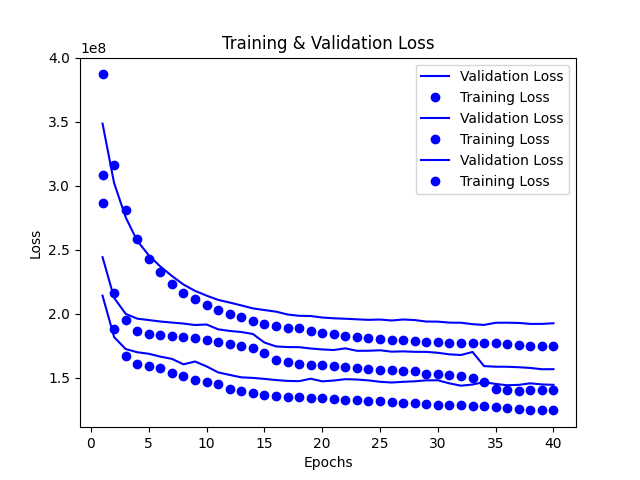 Training & Validation Loss
1e8
4.0
3.5
3.0
2.5
2.0
1.5
Loss
0 5 10 15 20 25 30 35 40
Epochs
Validation Loss
Training Loss
Validation Loss
Training Loss
Validation Loss
Training Loss